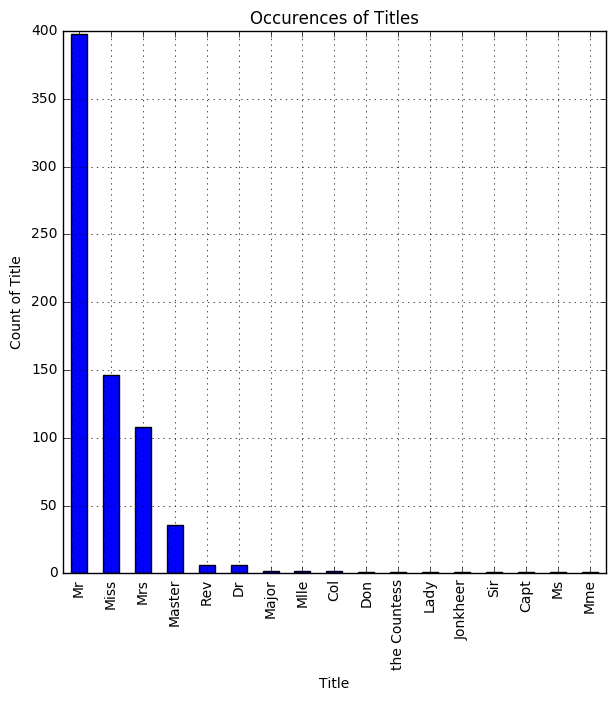 Occurences of Titles
Count of Title
400
350
300
250
200
150
100
50
0
Mr
Miss
Mrs
Master
Rev
Dr
Major
Mlle
Col
Don
the Countess
Lady
Jonkheer
Sir
Capt
Ms
Mme
Title